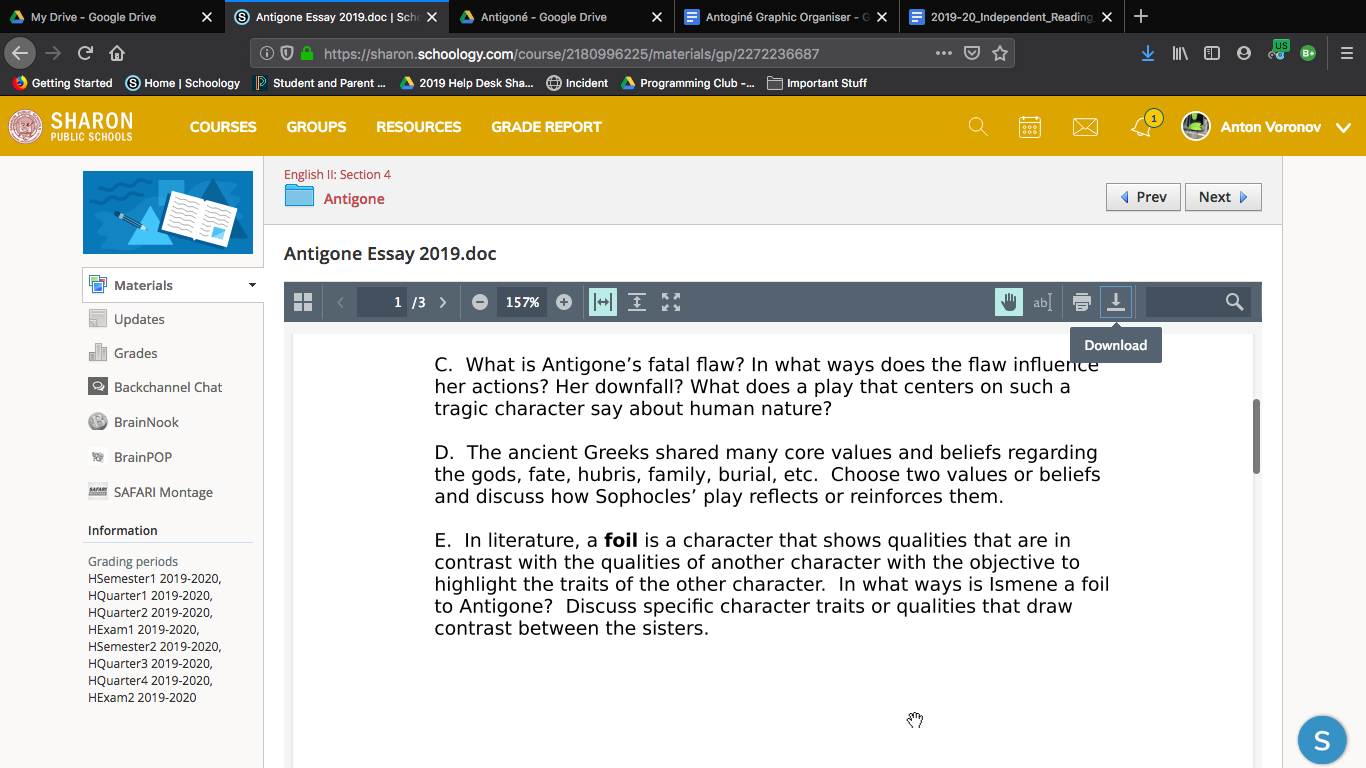 My Drive - Google Drive
Antigone Essay 2019.doc | Scho
Antigoné - Google Drive
Antoginé Graphic Organiser - G
2019-20_Independent_Reading
https://sharon.schoology.com/course/2180996225/materials/gp/2272236687
US
B+
Getting Started
Home | Schoology
Student and Parent ...
2019 Help Desk Sha...
Incident
Programming Club -...
Important Stuff
SHARON
PUBLIC SCHOOLS
COURSES
GROUPS
RESOURCES
GRADE REPORT
1
Anton Voronov
English II: Section 4
Antigone
Prev
Next
Antigone Essay 2019.doc
Materials
Updates
Grades
Backchannel Chat
BrainNook
BrainPOP
SAFARI Montage
Information
Grading periods
HSemester1 2019-2020,
HQuarter1 2019-2020,
HQuarter2 2019-2020,
HExam1 2019-2020,
HSemester2 2019-2020,
HQuarter3 2019-2020,
HQuarter4 2019-2020,
HExam2 2019-2020
1 /3
157%
ab
Download
C. What is Antigone's fatal flaw? In what ways does the flaw influence
her actions? Her downfall? What does a play that centers on such a
tragic character say about human nature?
D. The ancient Greeks shared many core values and beliefs regarding
the gods, fate, hubris, family, burial, etc. Choose two values or beliefs
and discuss how Sophocles' play reflects or reinforces them.
E. In literature, a foil is a character that shows qualities that are in
contrast with the qualities of another character with the objective to
highlight the traits of the other character. In what ways is Ismene a foil
to Antigone? Discuss specific character traits or qualities that draw
contrast between the sisters.
S